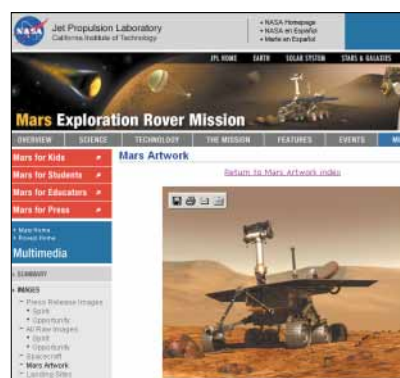 NASA
Jet Propulsion Laboratory
California Institute of Technology
• NASA Homepage
• NASA en Español
• Marte en Español
JPL HOME EARTH SOLAR SYSTEM STARS & GALAXIES
Mars Exploration Rover Mission
OVERVIEW SCIENCE TECHNOLOGY THE MISSION FEATURES EVENTS
Mars for Kids
Mars for Students
Mars for Educators
Mars for Press
Mars Artwork
Return to Mars Artwork index
Multimedia
SUMMARY
IMAGES
Press Release Images
• Spirit
• Opportunity
All Raw Images
• Spirit
• Opportunity
Spacecraft
Mars Artwork
Landing Sites